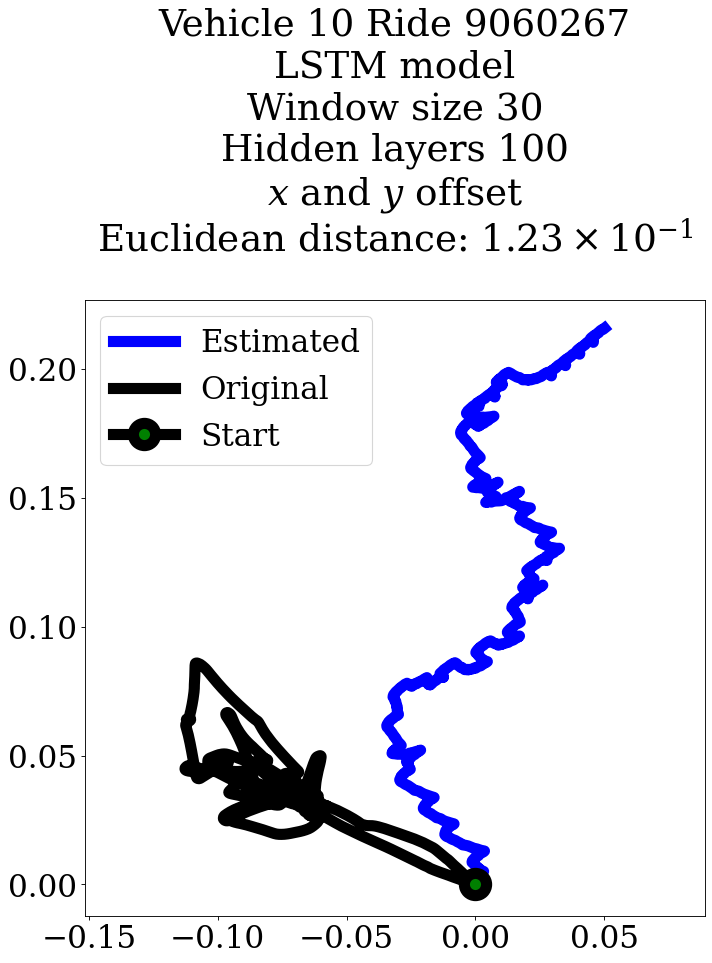 Vehicle 10 Ride 9060267
LSTM model
Window size 30
Hidden layers 100
x and y offset
Euclidean distance: 1.23 × 10⁻¹
Estimated
Original
Start
0.20
0.15
0.10
0.05
0.00
−0.15 −0.10 −0.05 0.00 0.05